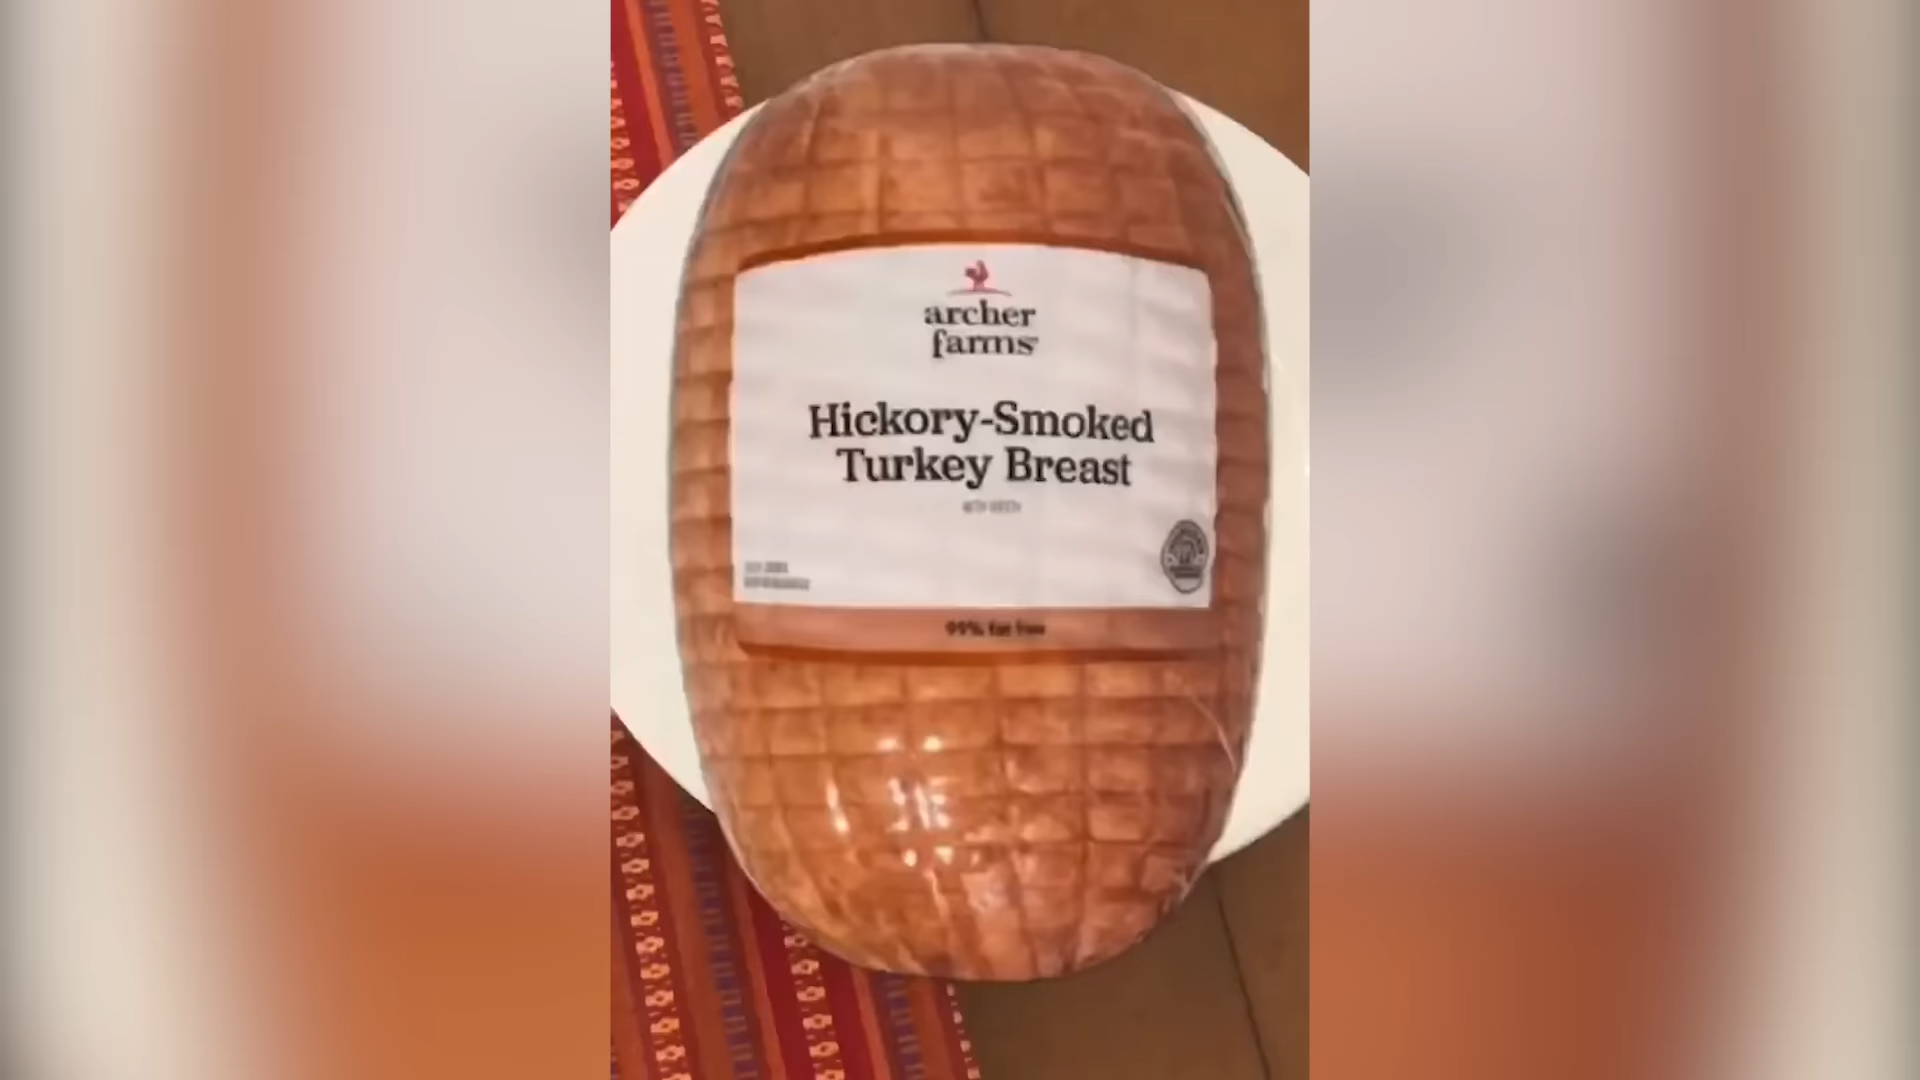 archer
farms
Hickory-Smoked
Turkey Breast
99% fat free